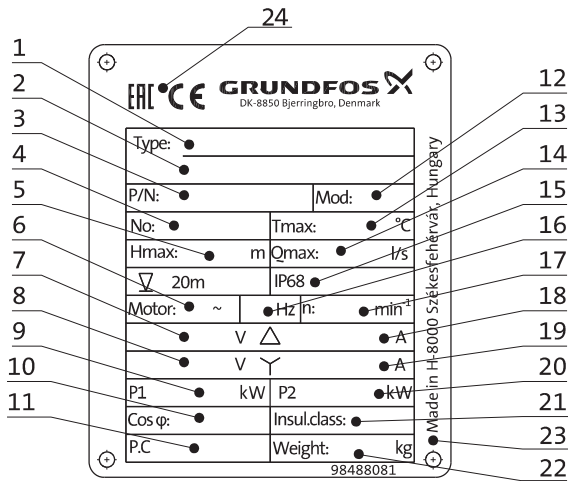 24
1
2
3
4
5
6
7
8
9
10
11
EAC CE GRUNDFOS
DK-8850 Bjerringbro, Denmark
Type:
P/N: Mod:
No: Tmax: °C
Hmax: m Qmax: l/s
20m IP68
Motor: ~ Hz n: min-1
V △ A
V Y A
P1 kW P2 kW
Cos φ: Insul.class:
P.C Weight: kg
98488081
Made in H-8000 Székesfehérvár, Hungary
12
13
14
15
16
17
18
19
20
21
23
22